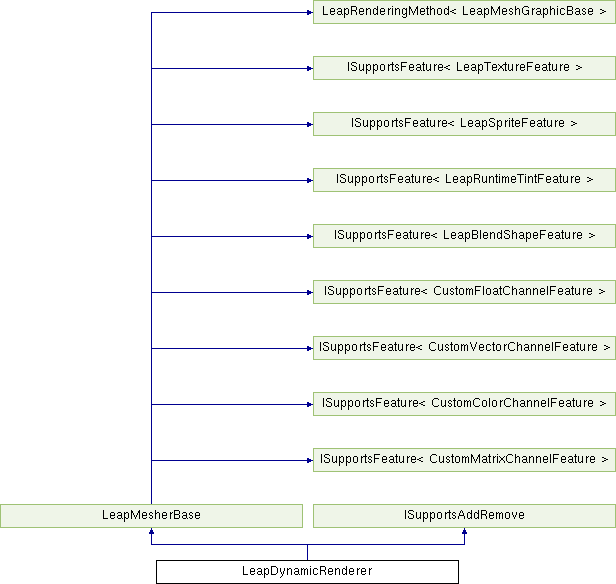 LeapRenderingMethod< LeapMeshGraphicBase >
ISupportsFeature< LeapTextureFeature >
ISupportsFeature< LeapSpriteFeature >
ISupportsFeature< LeapRuntimeTintFeature >
ISupportsFeature< LeapBlendShapeFeature >
ISupportsFeature< CustomFloatChannelFeature >
ISupportsFeature< CustomVectorChannelFeature >
ISupportsFeature< CustomColorChannelFeature >
ISupportsFeature< CustomMatrixChannelFeature >
LeapMesherBase
ISupportsAddRemove
LeapDynamicRenderer